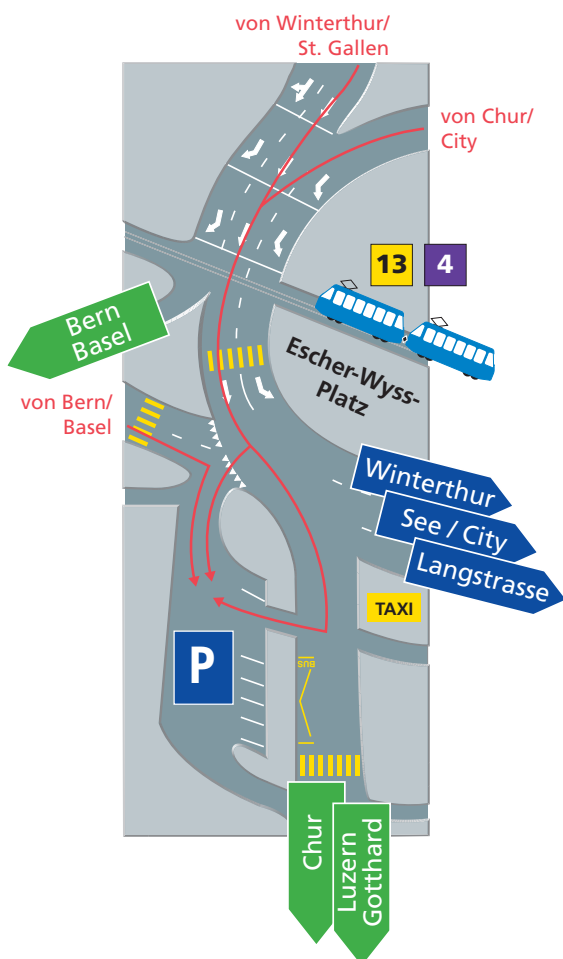 von Winterthur/
St. Gallen
von Chur/
City
13
4
Bern
Basel
Escher-Wyss-
Platz
von Bern/
Basel
Winterthur
See / City
Langstrasse
TAXI
P
BUS
Chur
Luzern
Gotthard